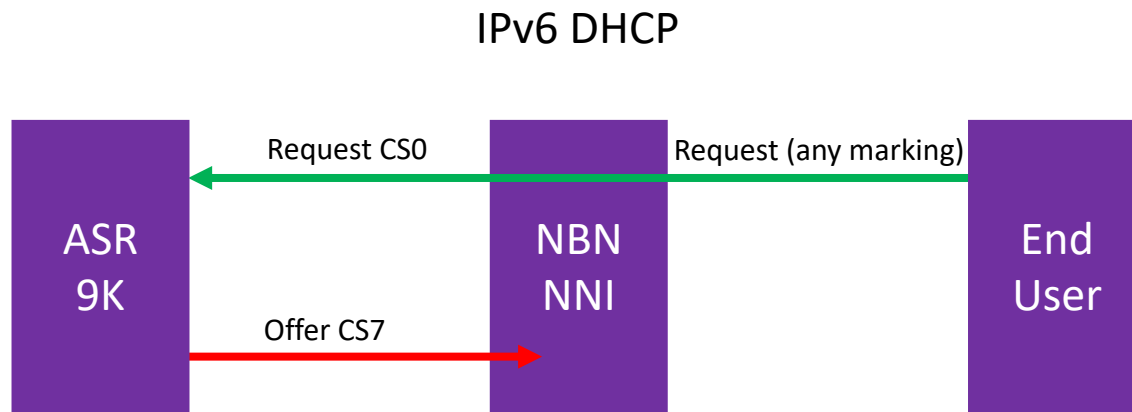 IPv6 DHCP
Request CS0
Request (any marking)
ASR
9K
NBN
NNI
End
User
Offer CS7